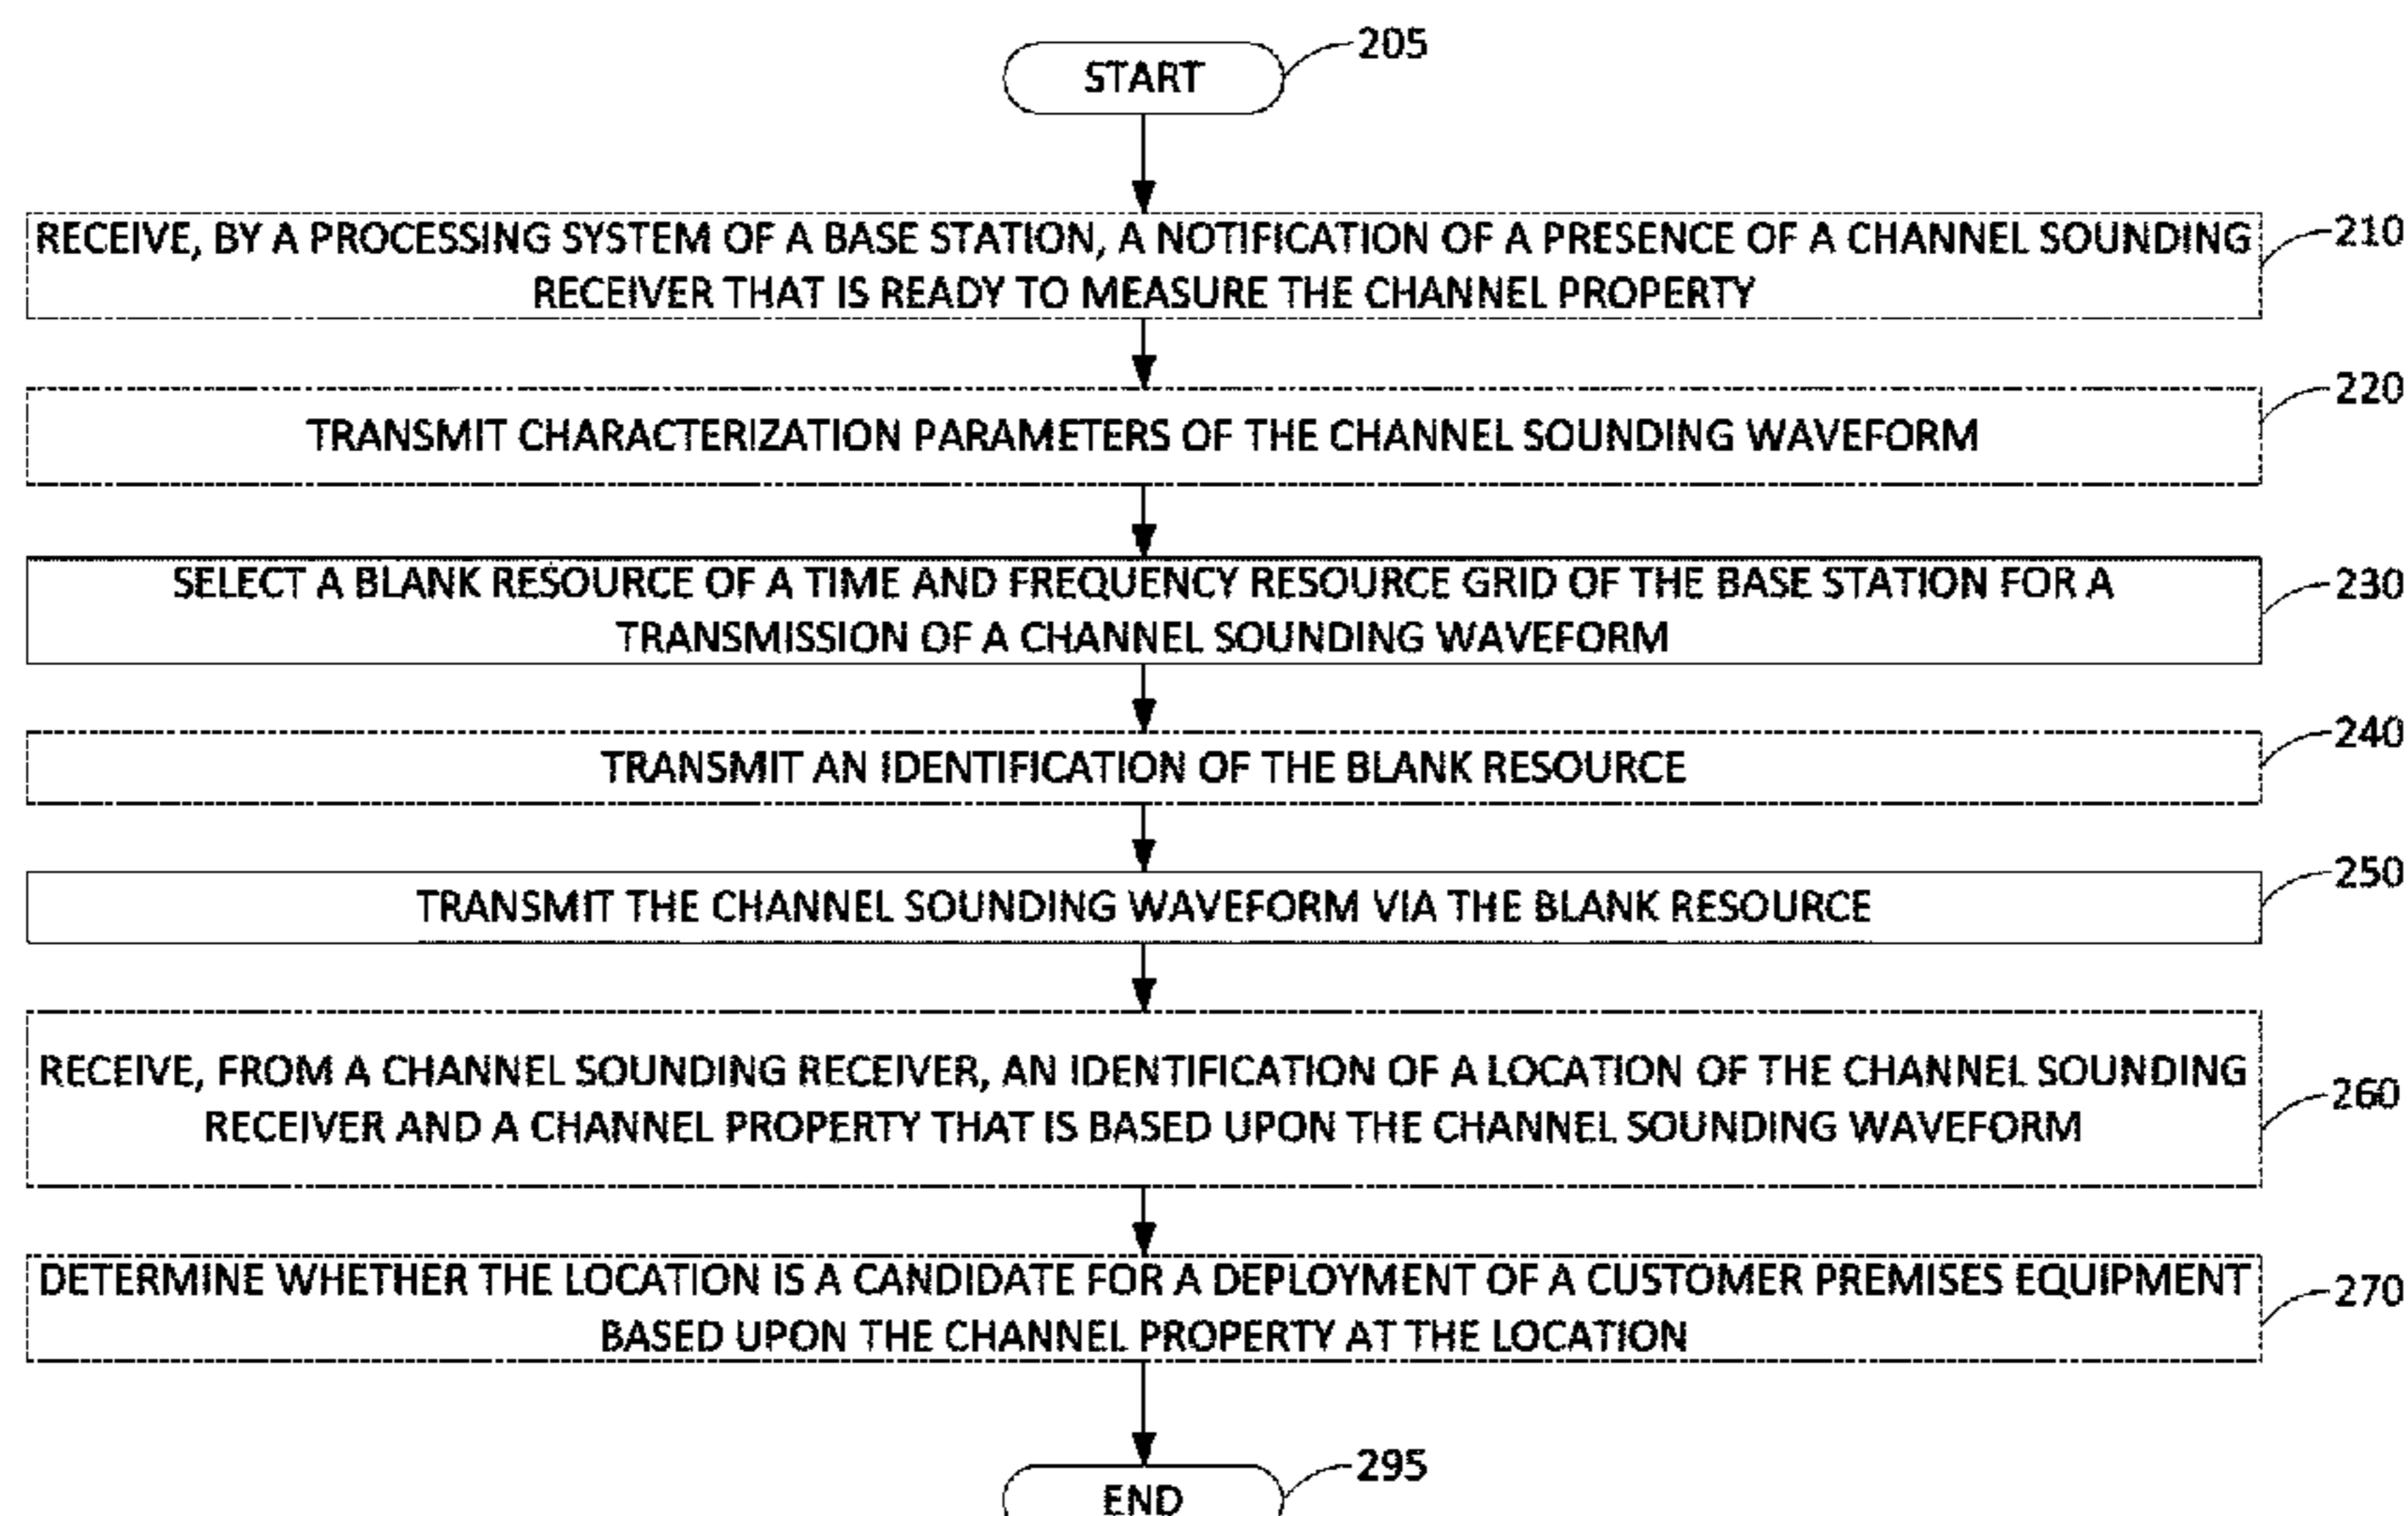 START
205
RECEIVE, BY A PROCESSING SYSTEM OF A BASE STATION, A NOTIFICATION OF A PRESENCE OF A CHANNEL SOUNDING
RECEIVER THAT IS READY TO MEASURE THE CHANNEL PROPERTY
210
TRANSMIT CHARACTERIZATION PARAMETERS OF THE CHANNEL SOUNDING WAVEFORM
220
SELECT A BLANK RESOURCE OF A TIME AND FREQUENCY RESOURCE GRID OF THE BASE STATION FOR A
TRANSMISSION OF A CHANNEL SOUNDING WAVEFORM
230
TRANSMIT AN IDENTIFICATION OF THE BLANK RESOURCE
240
TRANSMIT THE CHANNEL SOUNDING WAVEFORM VIA THE BLANK RESOURCE
250
RECEIVE, FROM A CHANNEL SOUNDING RECEIVER, AN IDENTIFICATION OF A LOCATION OF THE CHANNEL SOUNDING
RECEIVER AND A CHANNEL PROPERTY THAT IS BASED UPON THE CHANNEL SOUNDING WAVEFORM
260
DETERMINE WHETHER THE LOCATION IS A CANDIDATE FOR A DEPLOYMENT OF A CUSTOMER PREMISES EQUIPMENT
BASED UPON THE CHANNEL PROPERTY AT THE LOCATION
270
END
295